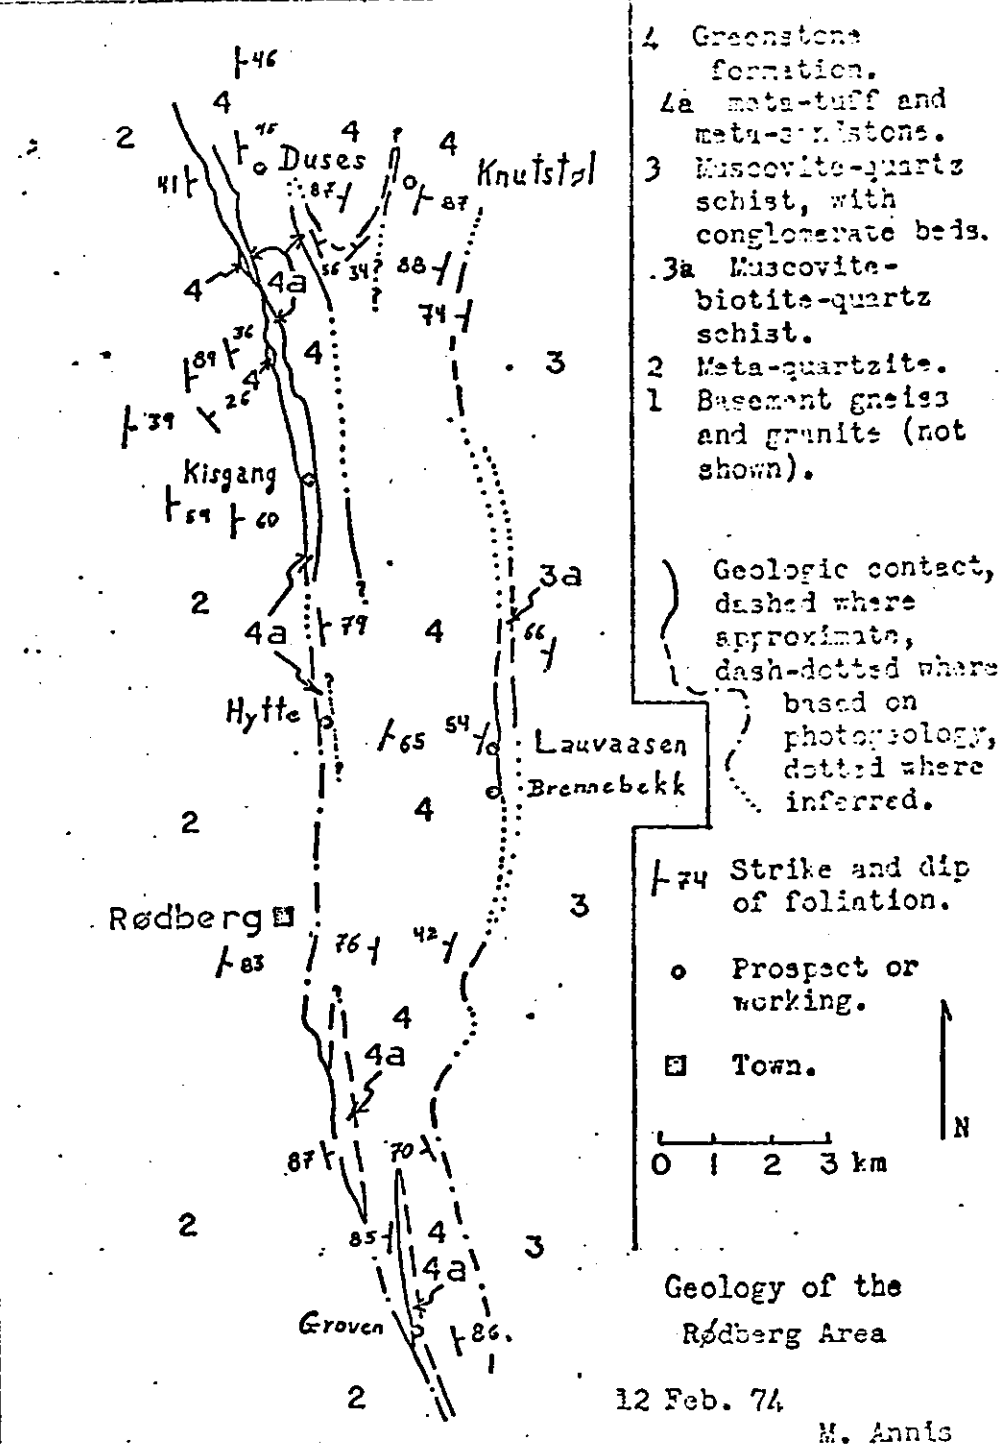 46
4
2
45
4
4
Duses
Knutstøl
41
87
87
56
34
88
4
4a
?
?
74
36
4
3
89
4
26
39
Kisgang
59
60
?
3a
2
79
4
4a
66
?
Hytte
65
54
Lauvaasen
?
Brennebekk
2
4
Rødberg
3
83
76
42
?
4
4a
87
70
2
85
4
3
4a
Groven
86.
2
4 Greenstone
formation.
4a meta-tuff and
meta-sandstone.
3 Muscovite-quartz
schist, with
conglomerate beds.
3a Muscovite-
biotite-quartz
schist.
2 Meta-quartzite.
1 Basement gneiss
and granite (not
shown).
Geologic contact,
dashed where
approximate,
dash-dotted where
based on
photogeology,
dotted where
inferred.
74 Strike and dip
of foliation.
Prospect or
working.
Town.
N
0 1 2 3 km
Geology of the
Rødberg Area
12 Feb. 74
M. Annis